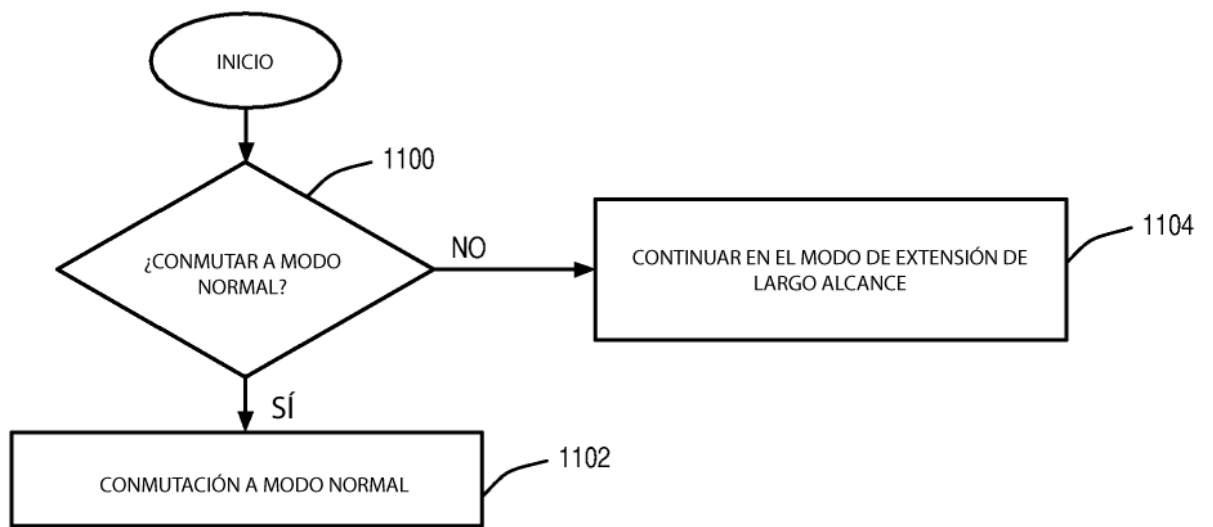 INICIO
1100
¿CONMUTAR A MODO
NORMAL?
NO
CONTINUAR EN EL MODO DE EXTENSIÓN DE
LARGO ALCANCE
1104
SÍ
CONMUTACIÓN A MODO NORMAL
1102